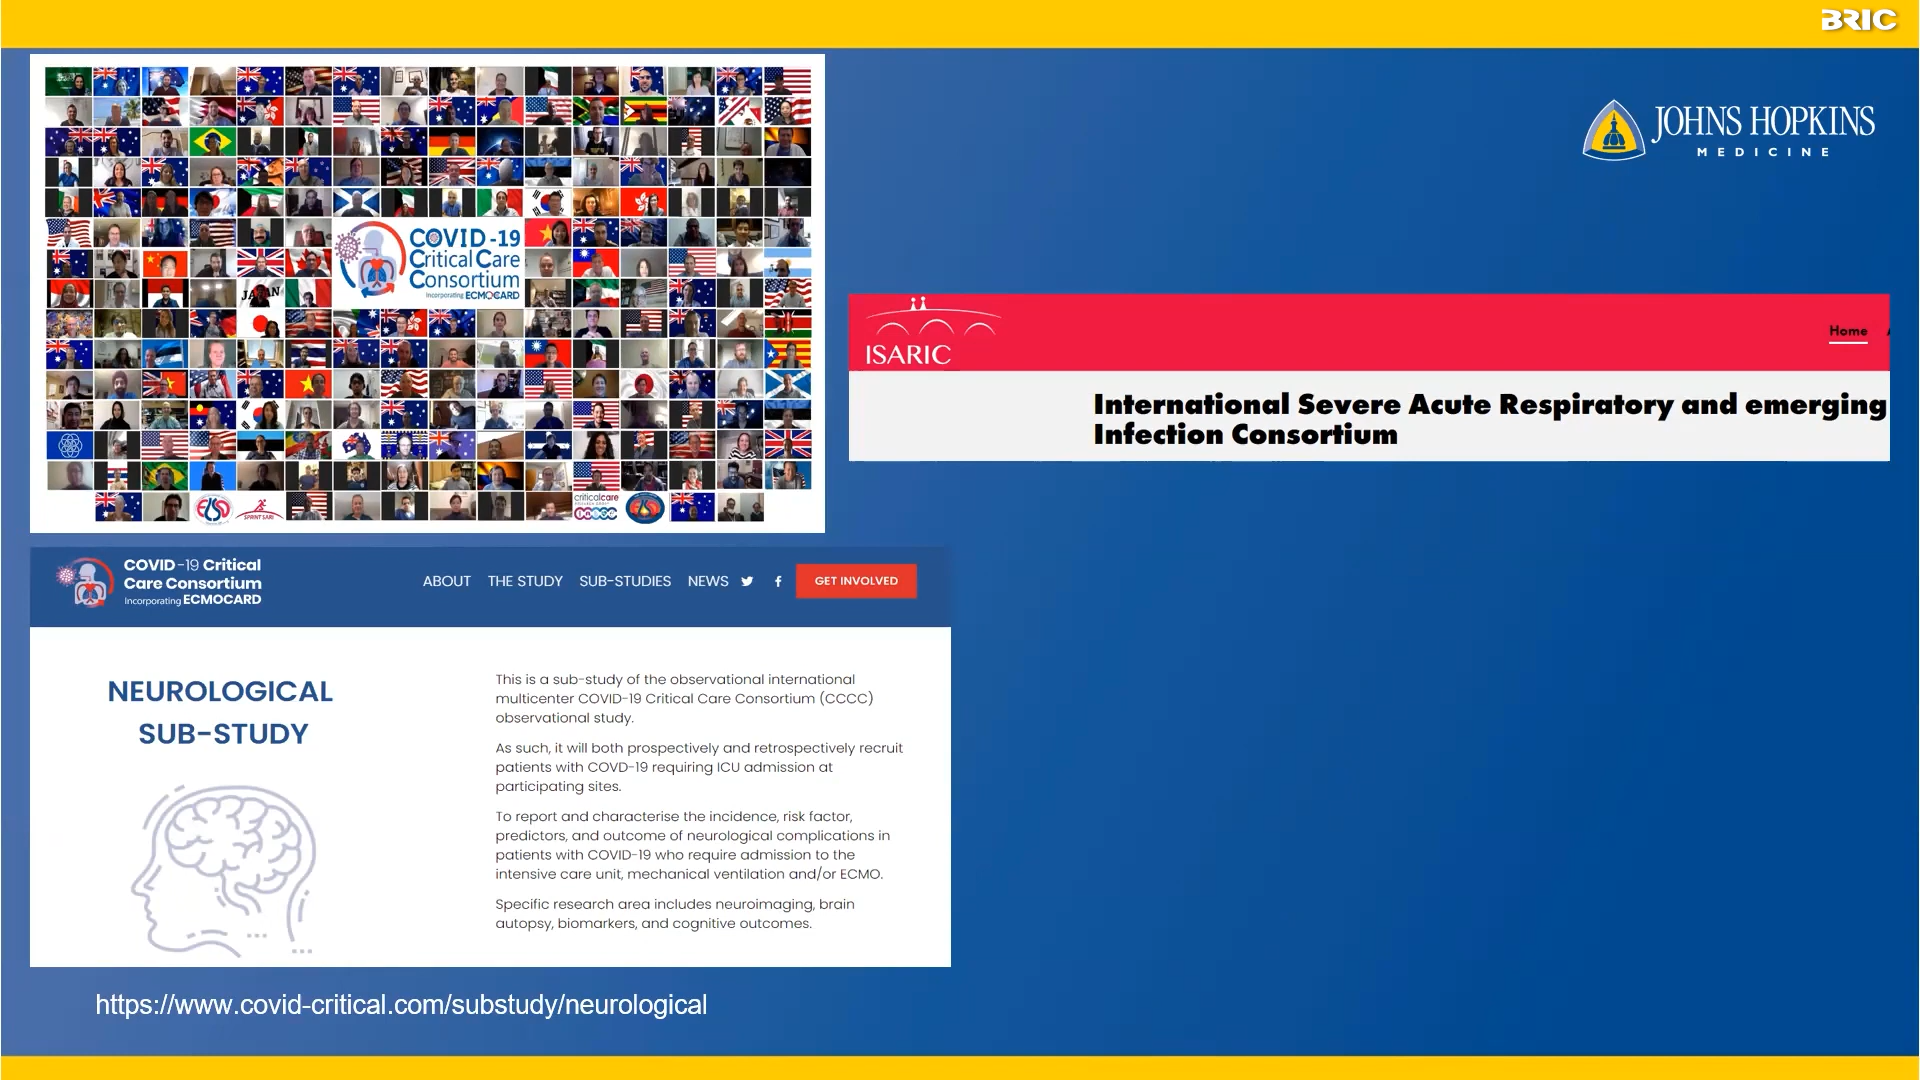 BRIC
JOHNS HOPKINS
MEDICINE
COVID-19
Critical Care
Consortium
Incorporating ECMOCARD
JAPAN
ELSO
SPRINT SARI
criticalcare
ISARIC
Home
International Severe Acute Respiratory and emerging
Infection Consortium
COVID-19 Critical
Care Consortium
Incorporating ECMOCARD
ABOUT THE STUDY SUB-STUDIES NEWS GET INVOLVED
NEUROLOGICAL
SUB-STUDY
This is a sub-study of the observational international
multicenter COVID-19 Critical Care Consortium (CCCC)
observational study.
As such, it will both prospectively and retrospectively recruit
patients with COVD-19 requiring ICU admission at
participating sites.
To report and characterise the incidence, risk factor,
predictors, and outcome of neurological complications in
patients with COVID-19 who require admission to the
intensive care unit, mechanical ventilation and/or ECMO.
Specific research area includes neuroimaging, brain
autopsy, biomarkers, and cognitive outcomes.
https://www.covid-critical.com/substudy/neurological